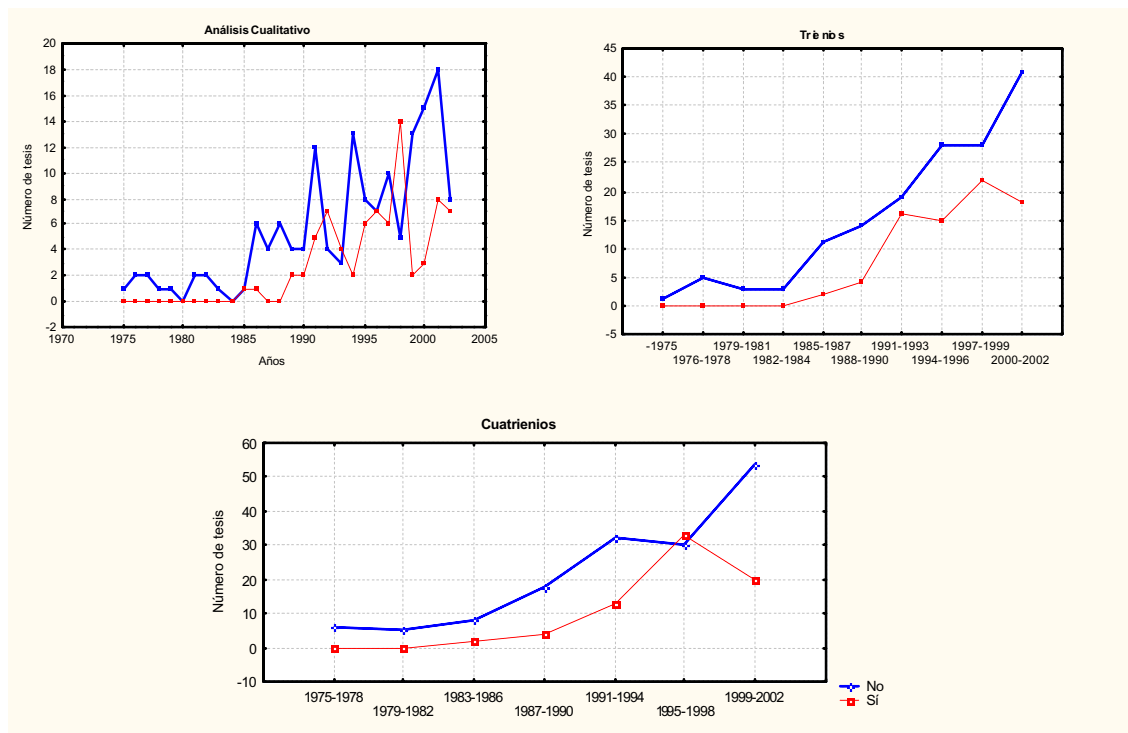 Análisis Cualitativo
Número de tesis
20
18
16
14
12
10
8
6
4
2
0
-2
1970 1975 1980 1985 1990 1995 2000 2005
Años
Trienios
Número de tesis
45
40
35
30
25
20
15
10
5
0
-5
-1975 1979-1981 1985-1987 1991-1993 1997-1999
1976-1978 1982-1984 1988-1990 1994-1996 2000-2002
Cuatrienios
Número de tesis
60
50
40
30
20
10
0
-10
1975-1978 1983-1986 1991-1994 1999-2002
1979-1982 1987-1990 1995-1998
No
Sí